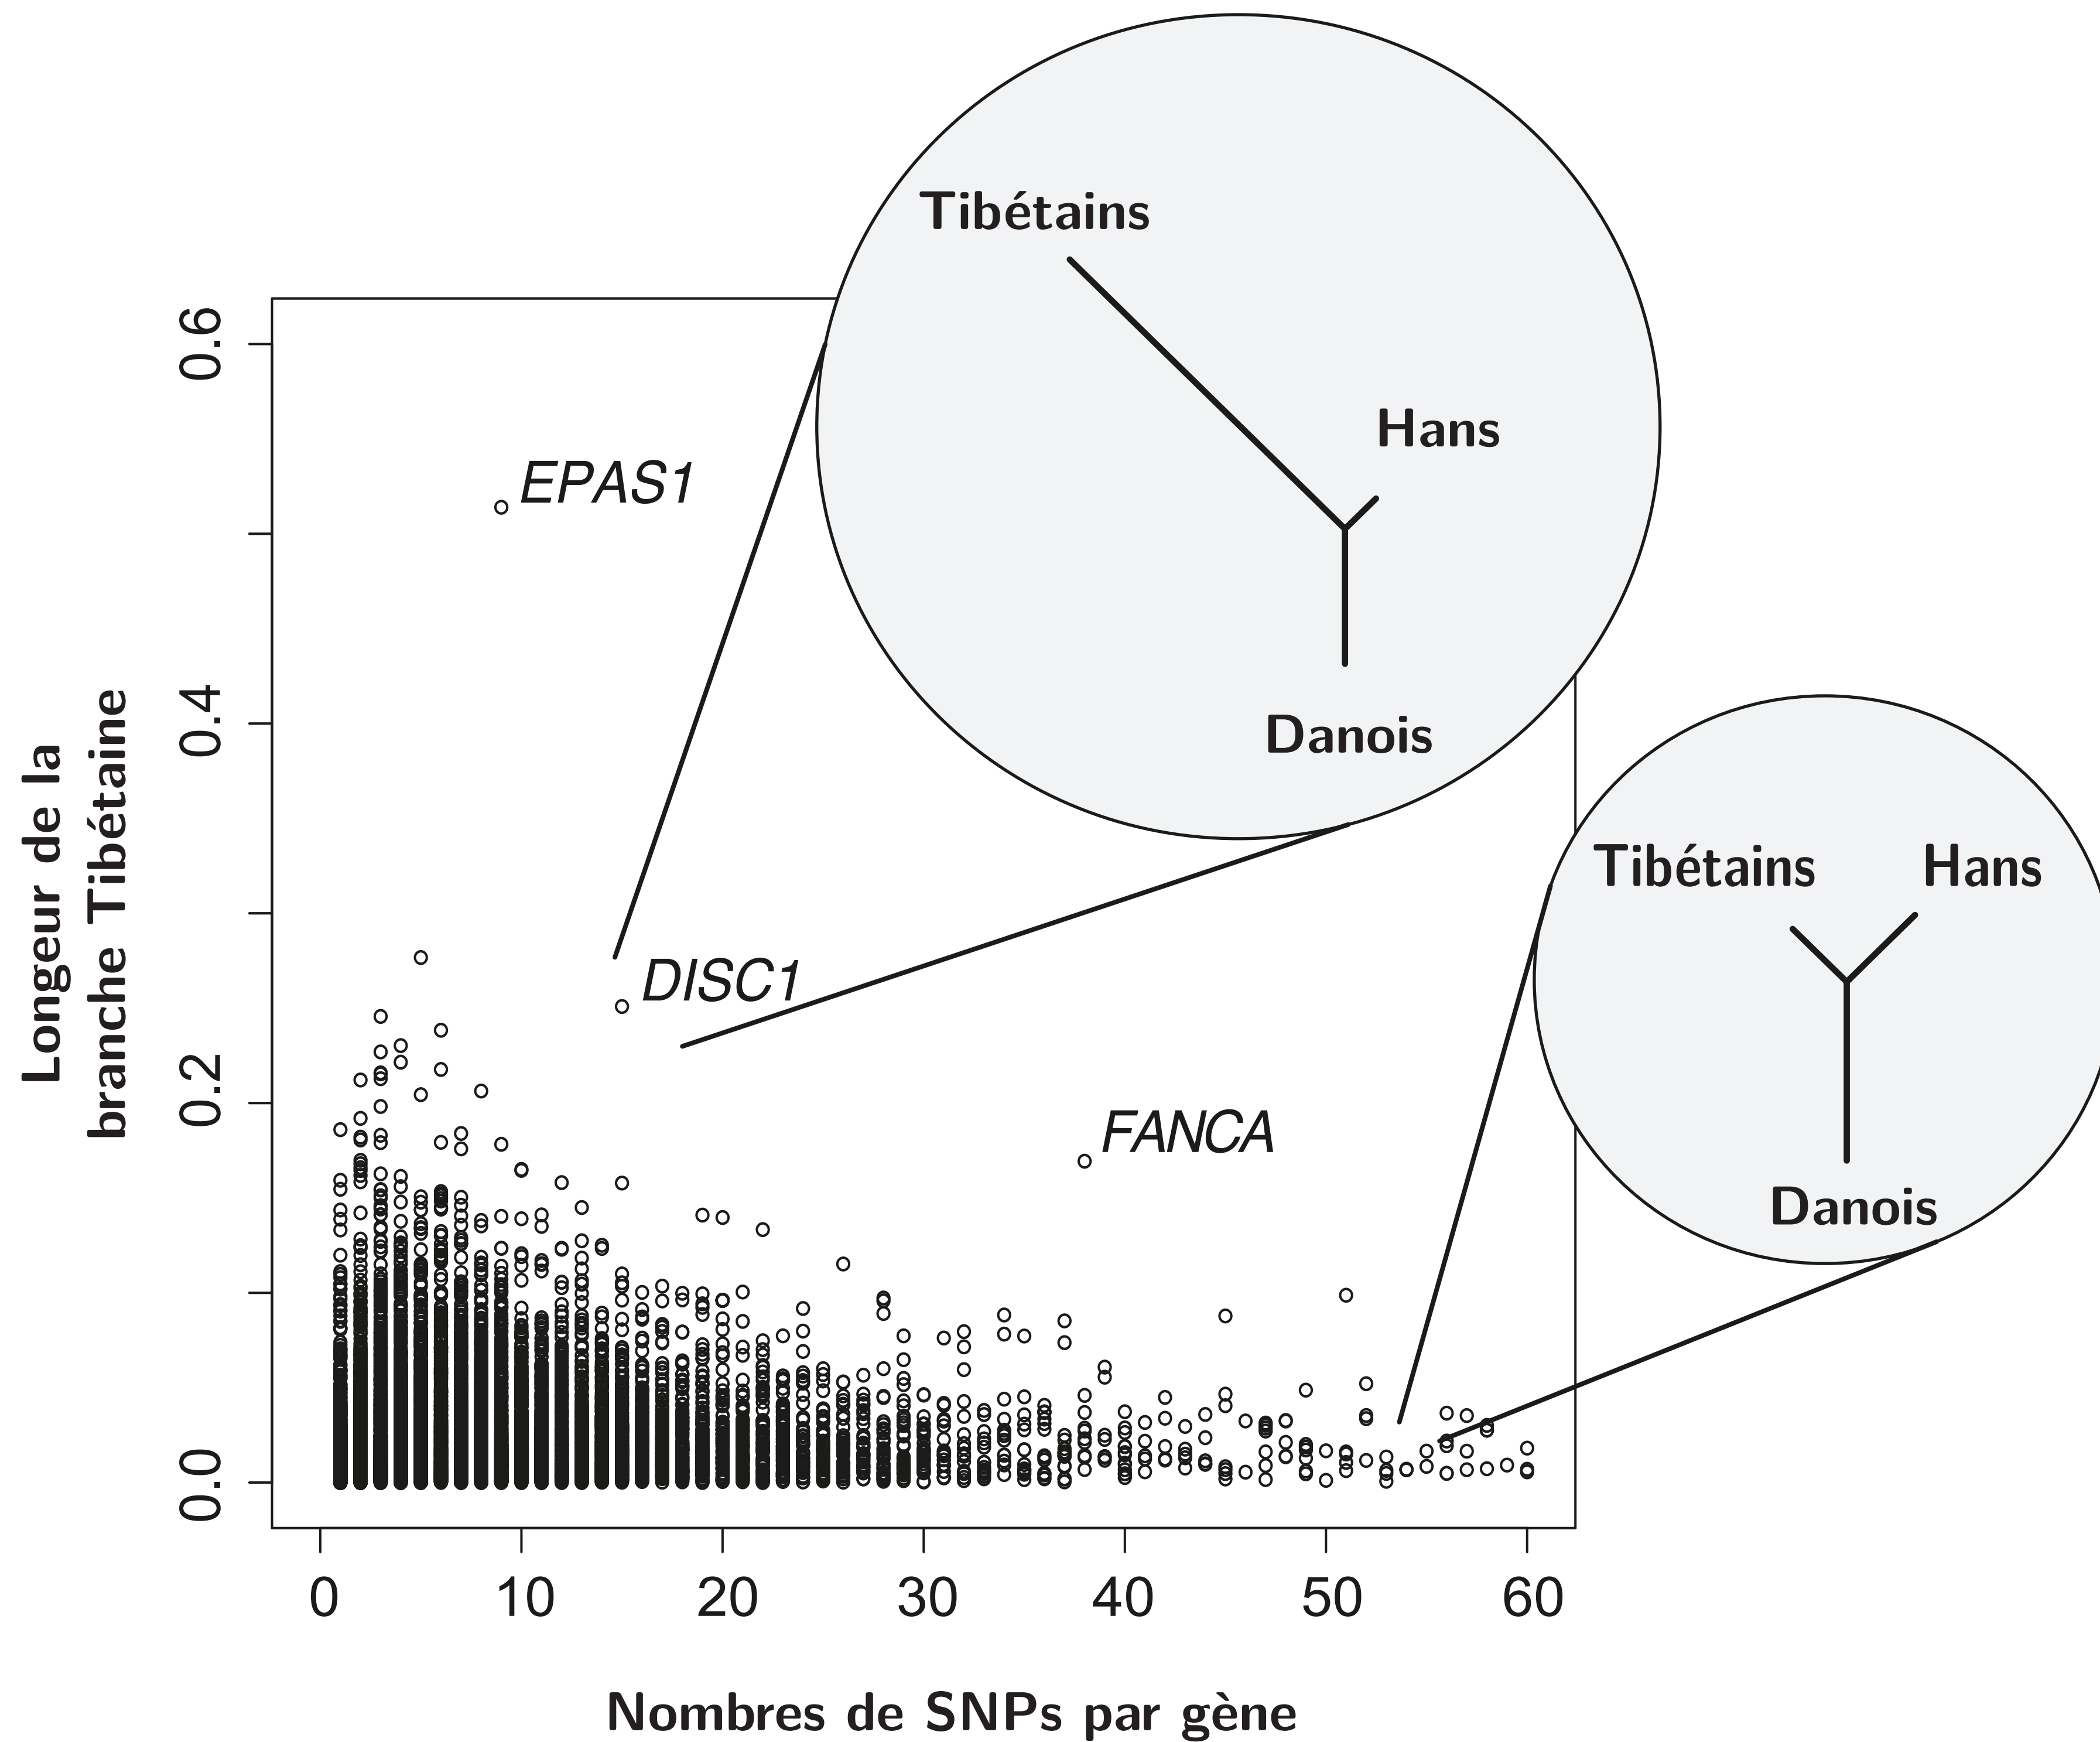 Tibétains
Hans
Danois
Tibétains
Hans
Danois
EPAS1
DISC1
FANCA
Longeur de la
branche Tibétaine
0.6
0.4
0.2
0.0
0 10 20 30 40 50 60
Nombres de SNPs par gène